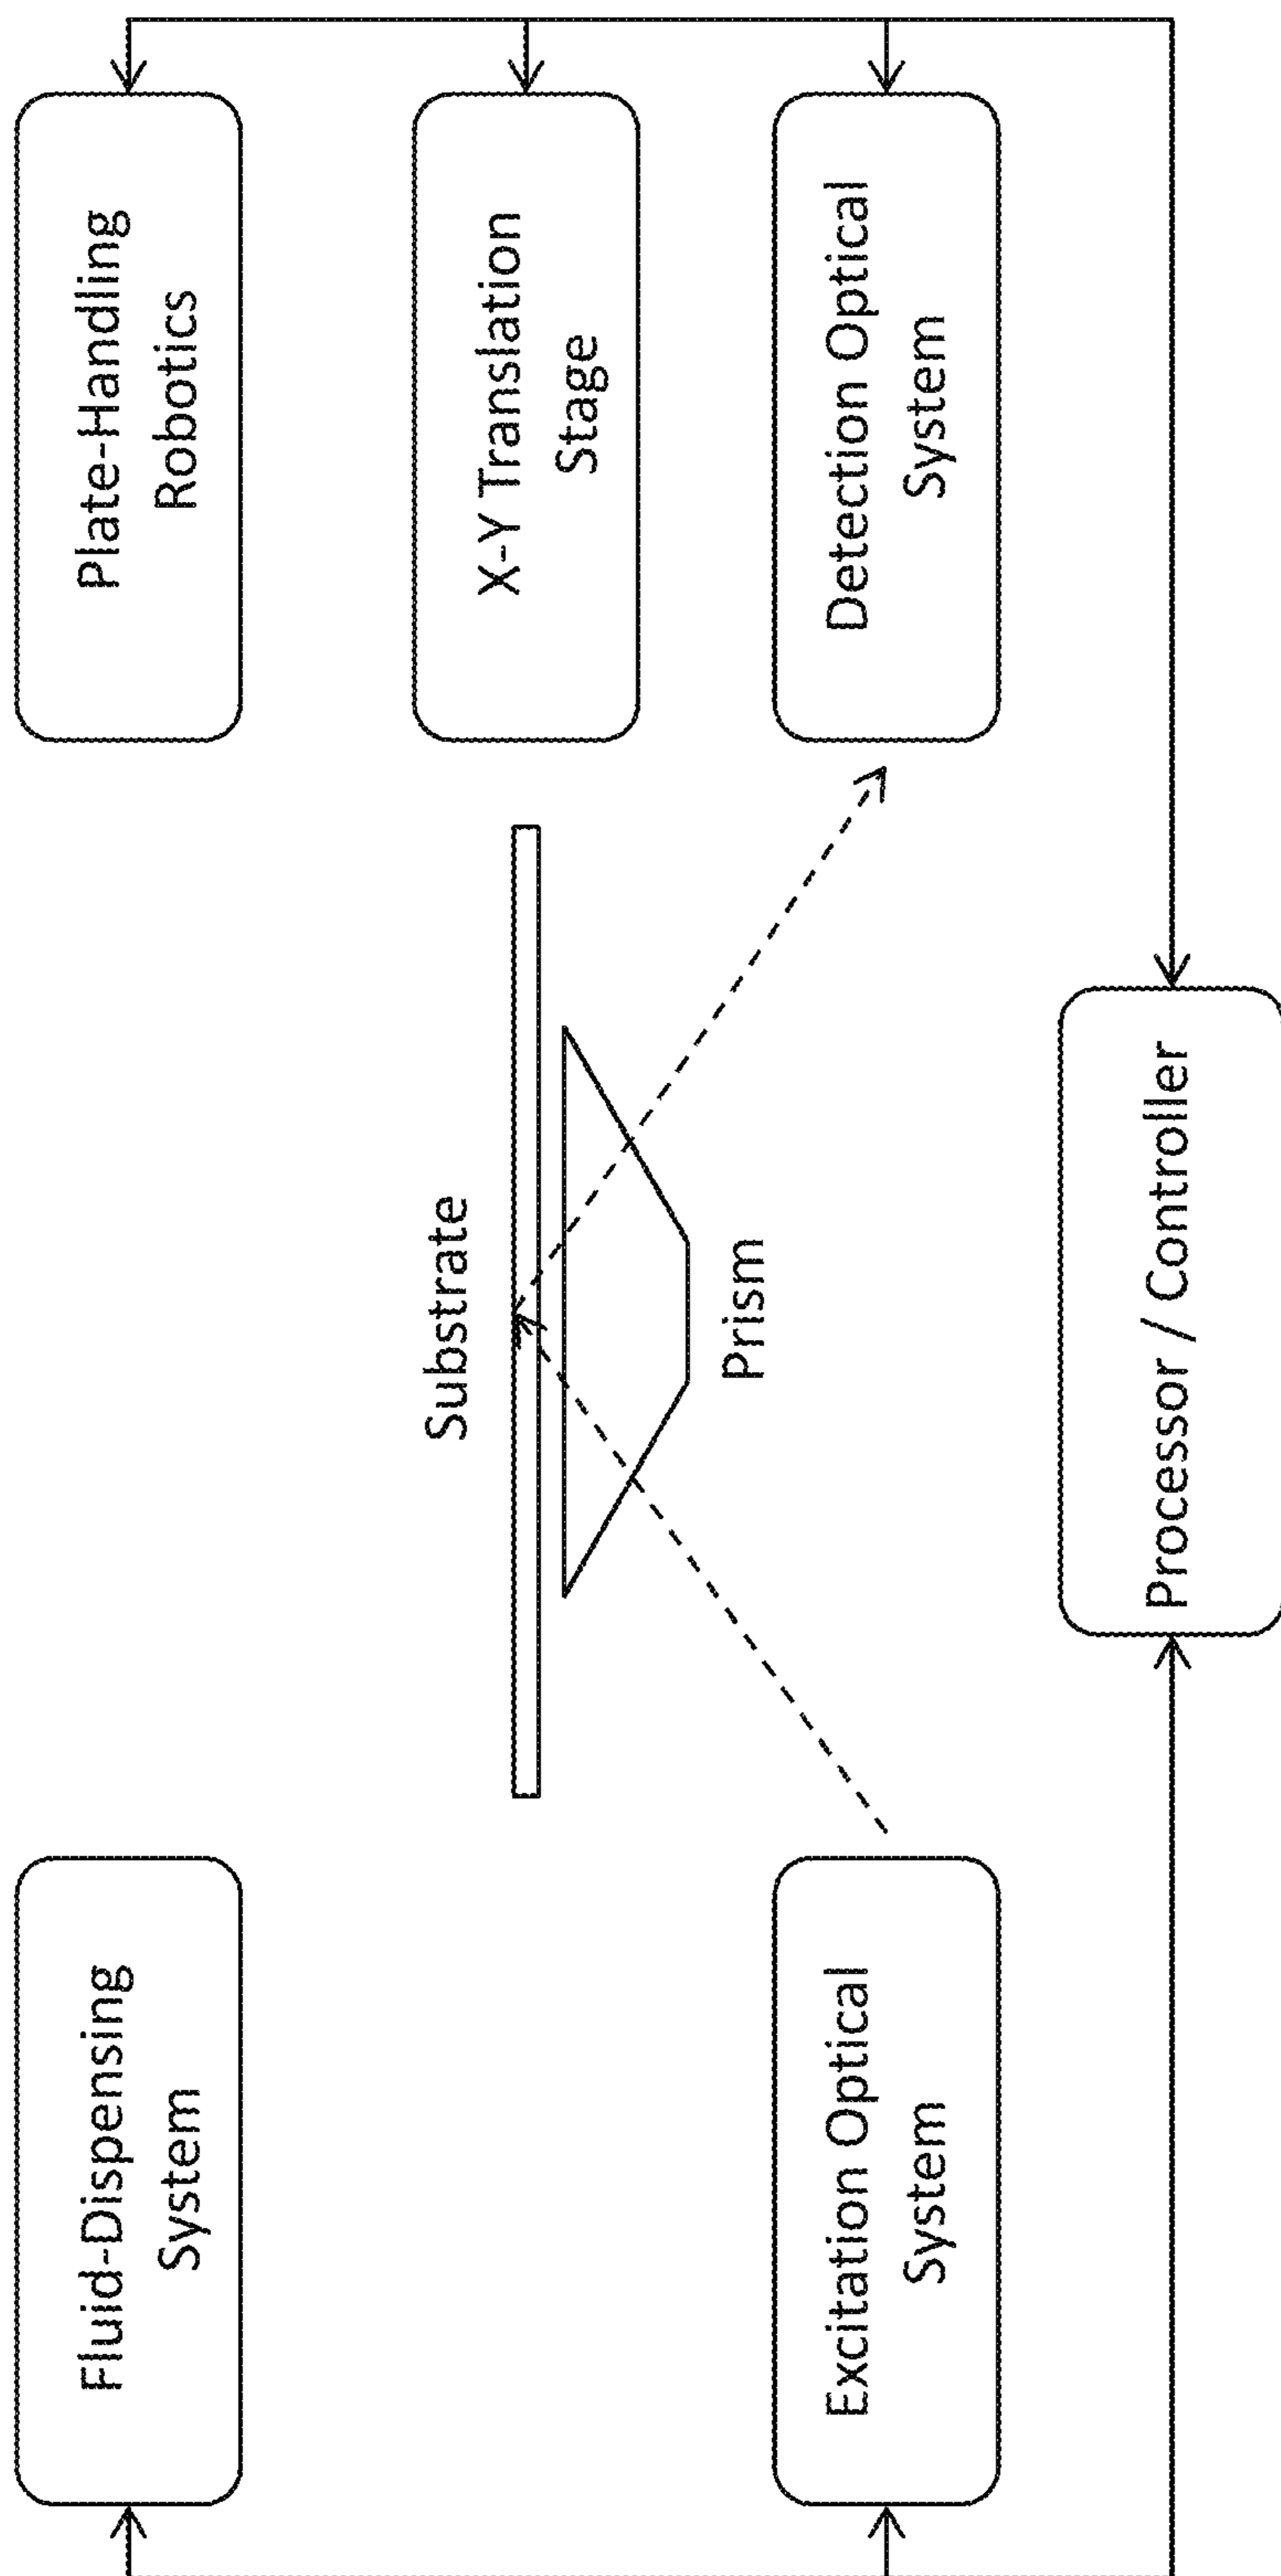 Fluid-Dispensing
System
Plate-Handling
Robotics
Substrate
X-Y Translation
Stage
Prism
Excitation Optical
System
Detection Optical
System
Processor / Controller